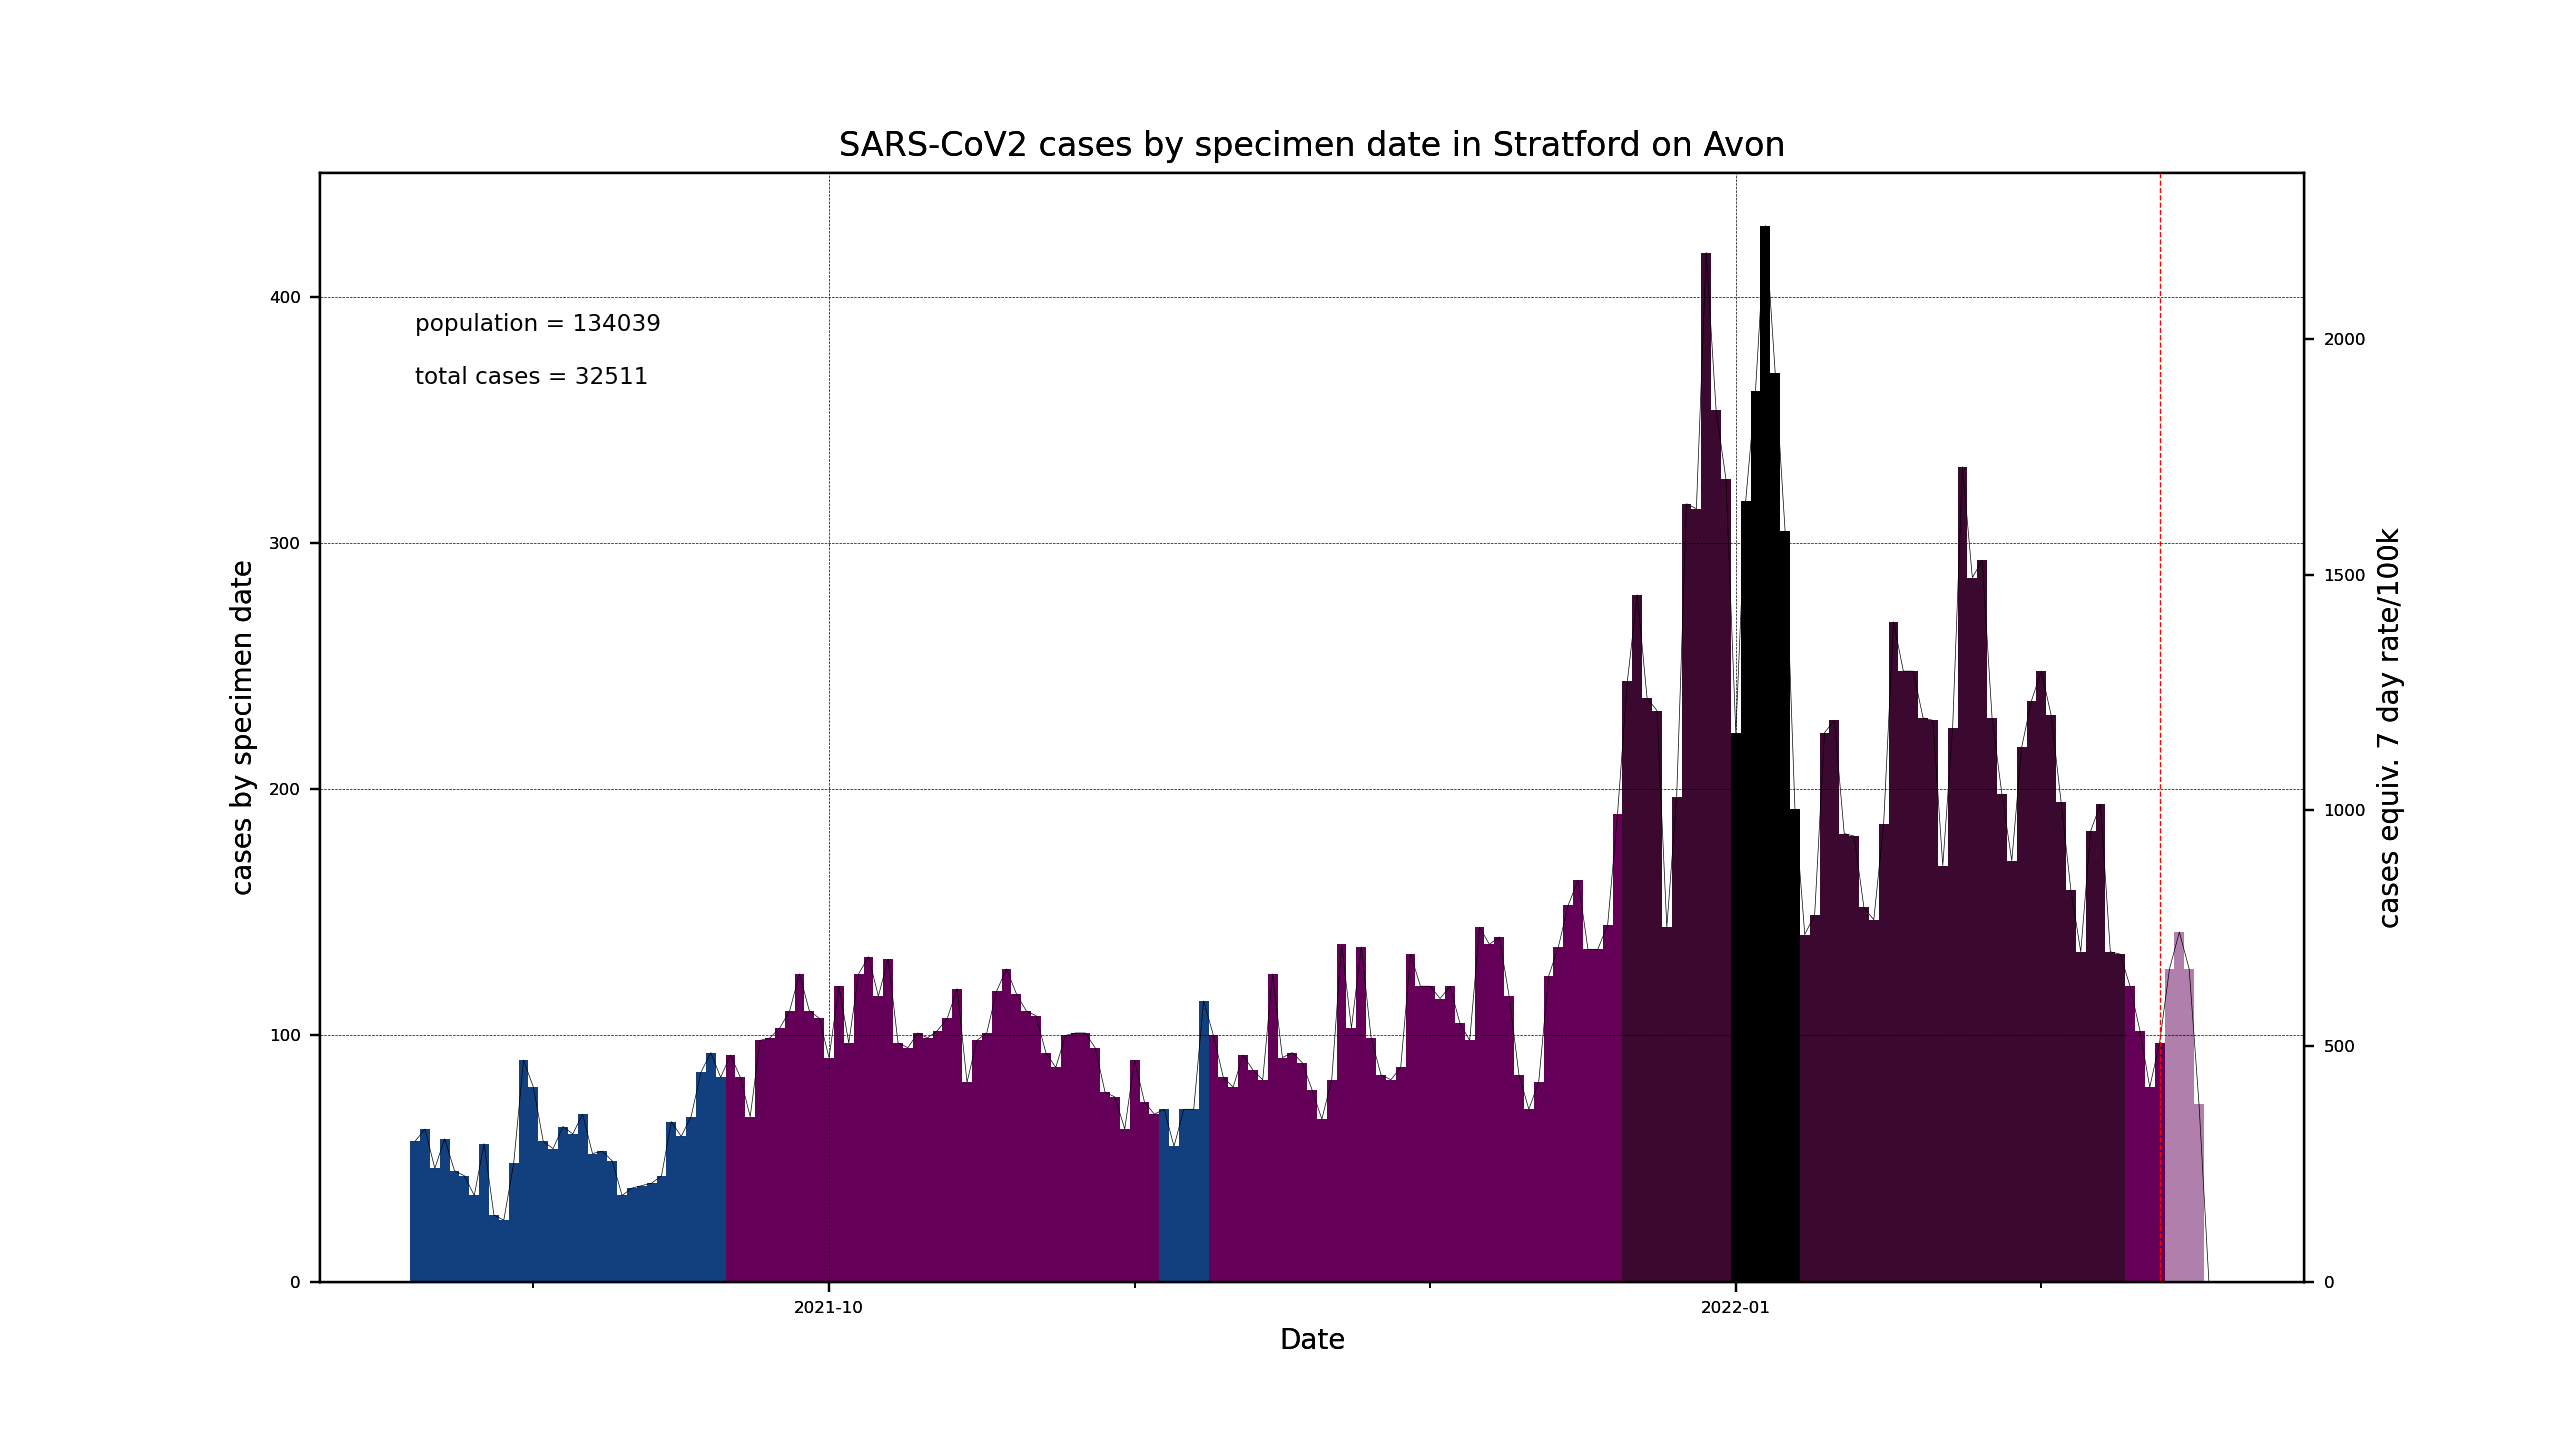 SARS-CoV2 cases by specimen date in Stratford on Avon
population = 134039
total cases = 32511
cases by specimen date
400
300
200
100
0
2000
1500
1000
500
0
cases equiv. 7 day rate/100k
2021-10
2022-01
Date